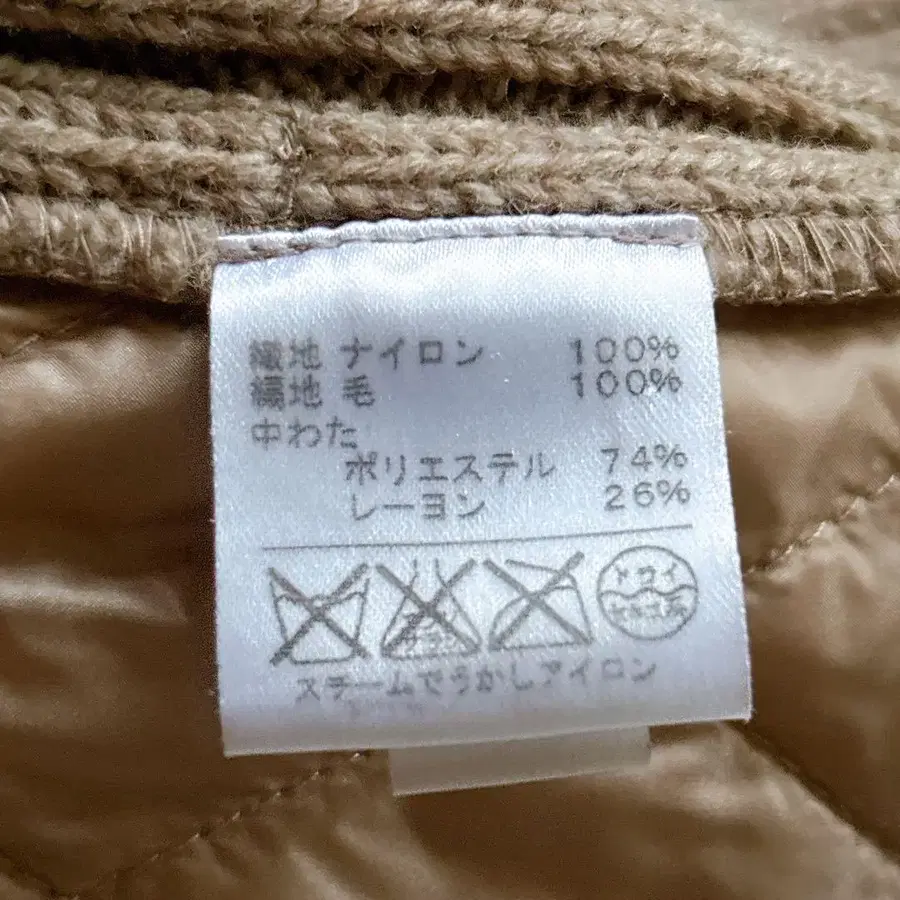 織地 ナイロン 100%
編地 毛 100%
中わた
ポリエステル 74%
レーヨン 26%
ドライ
セキユ系
スチームでうかしアイロン